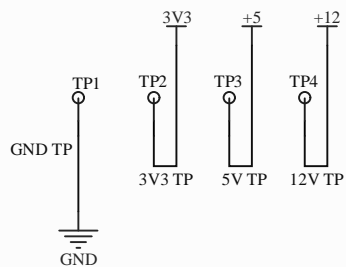 3V3 +5 +12
TP1 TP2 TP3 TP4
GND TP
3V3 TP 5V TP 12V TP
GND